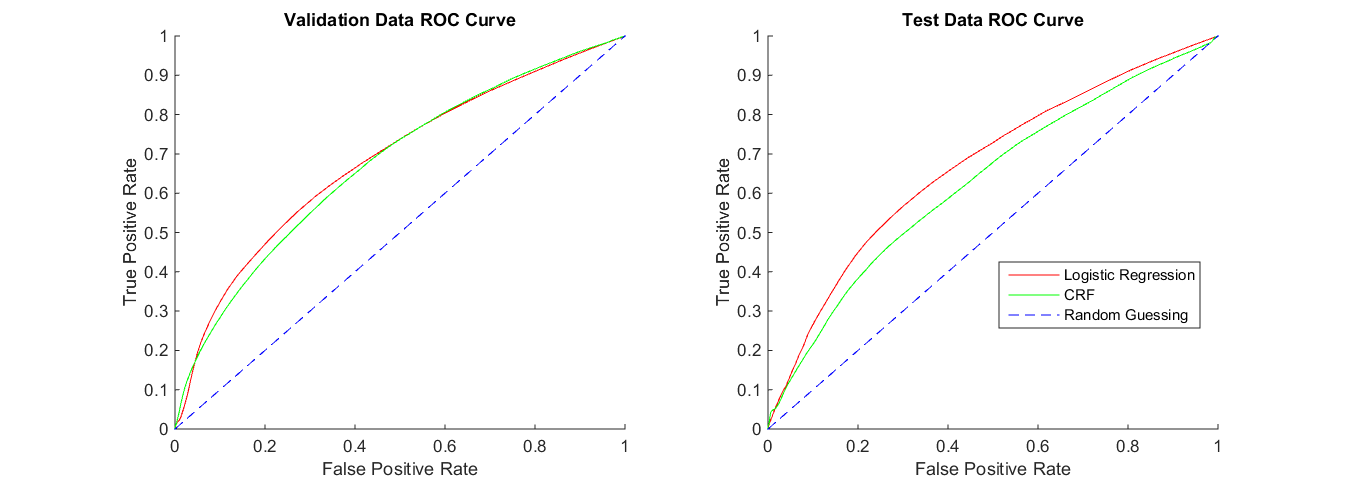 Validation Data ROC Curve
True Positive Rate
1
0.9
0.8
0.7
0.6
0.5
0.4
0.3
0.2
0.1
0
0 0.2 0.4 0.6 0.8 1
False Positive Rate
Test Data ROC Curve
True Positive Rate
1
0.9
0.8
0.7
0.6
0.5
0.4
0.3
0.2
0.1
0
Logistic Regression
CRF
Random Guessing
0 0.2 0.4 0.6 0.8 1
False Positive Rate